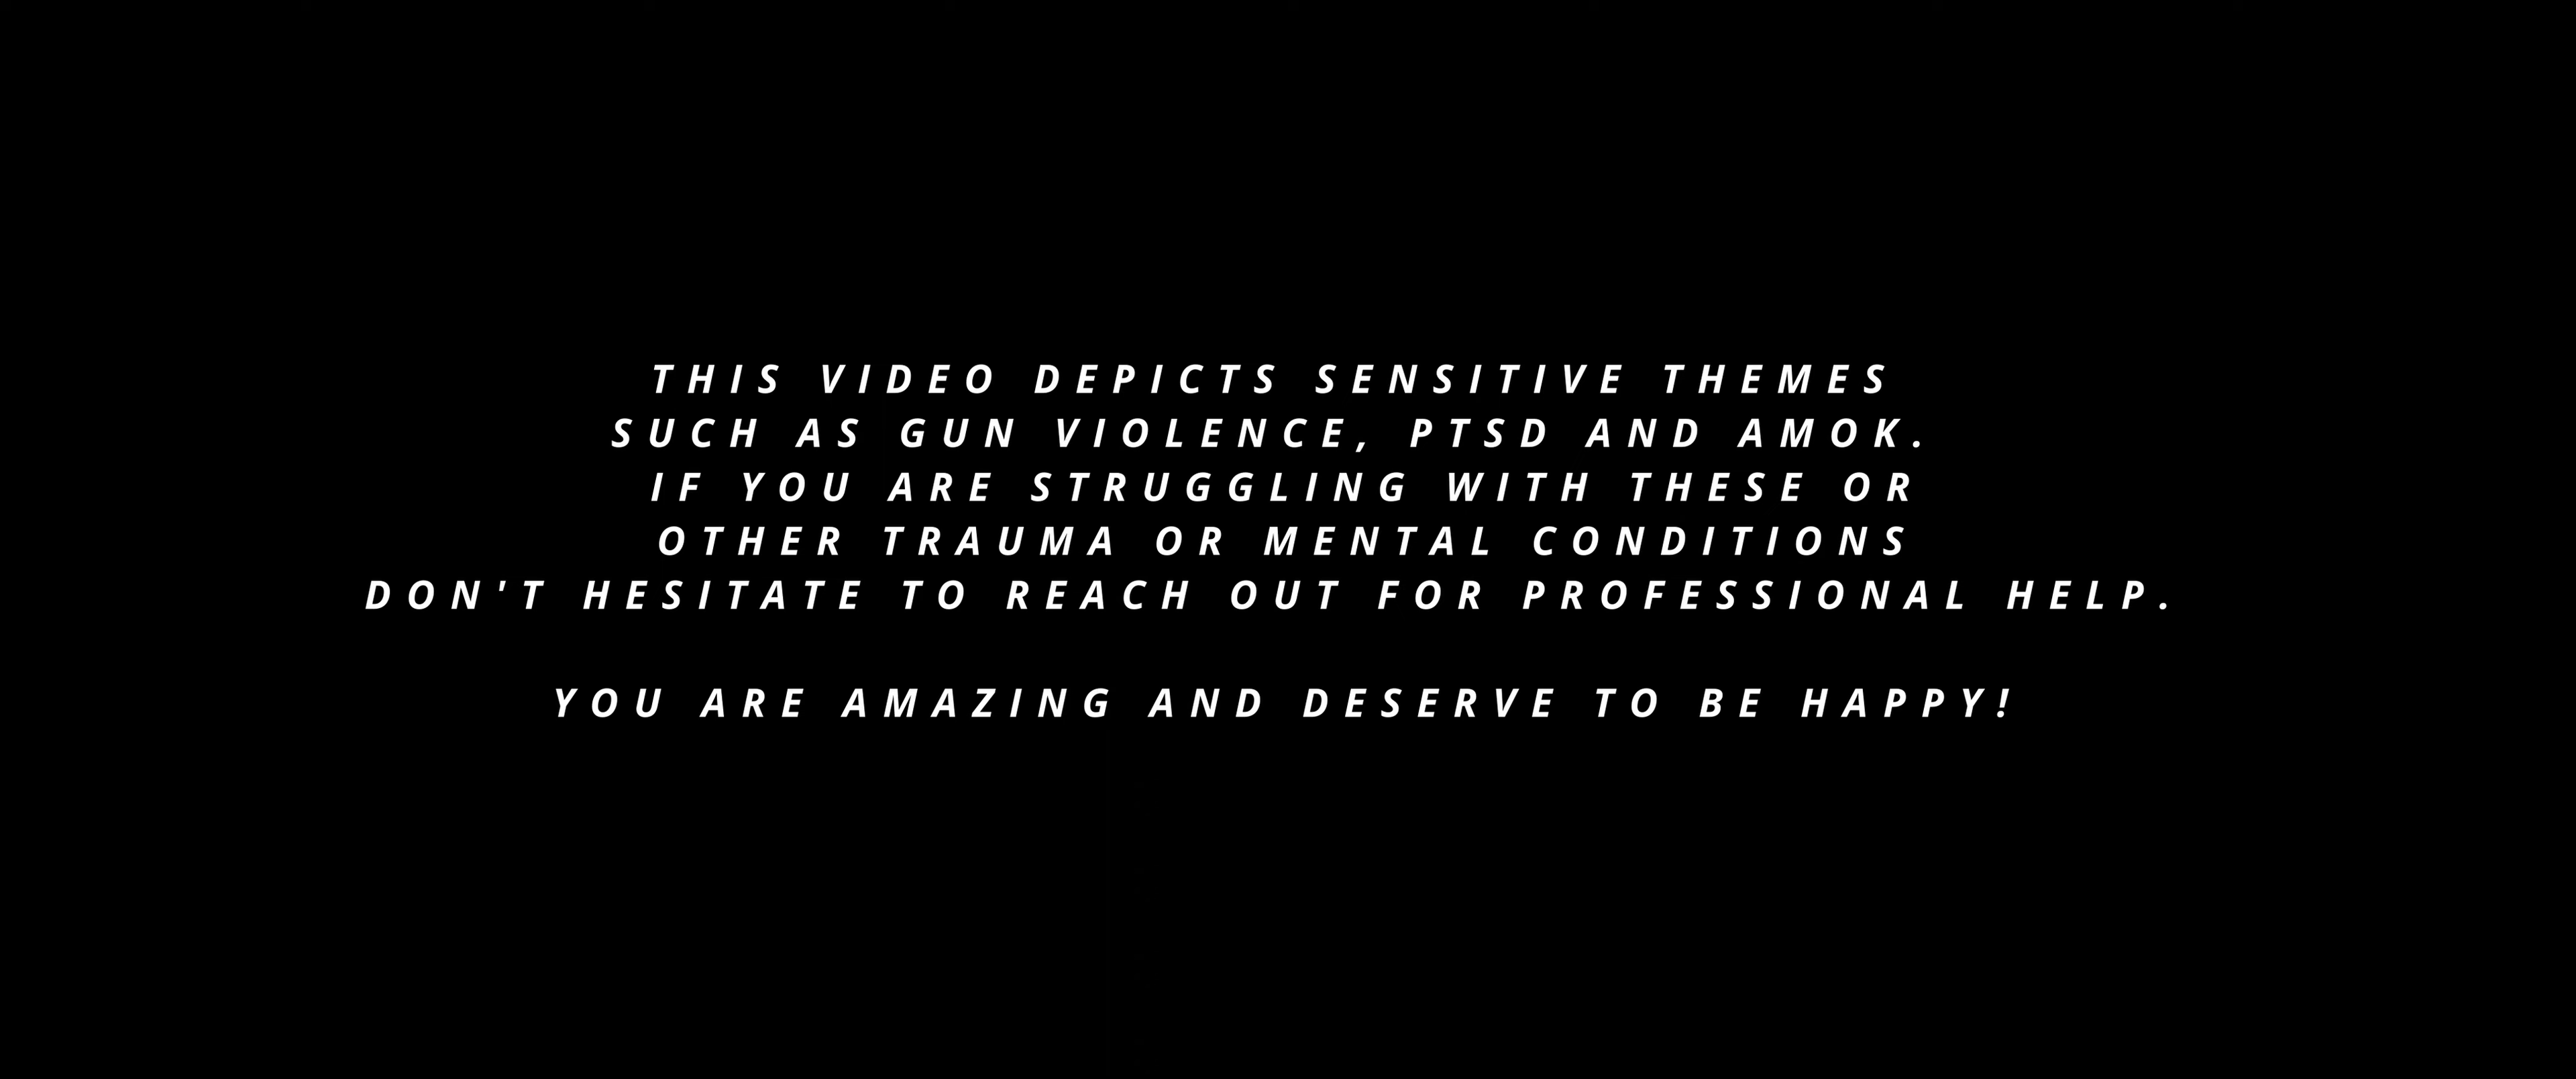 THIS VIDEO DEPICTS SENSITIVE THEMES
SUCH AS GUN VIOLENCE, PTSD AND AMOK.
IF YOU ARE STRUGGLING WITH THESE OR
OTHER TRAUMA OR MENTAL CONDITIONS
DON'T HESITATE TO REACH OUT FOR PROFESSIONAL HELP.
YOU ARE AMAZING AND DESERVE TO BE HAPPY!